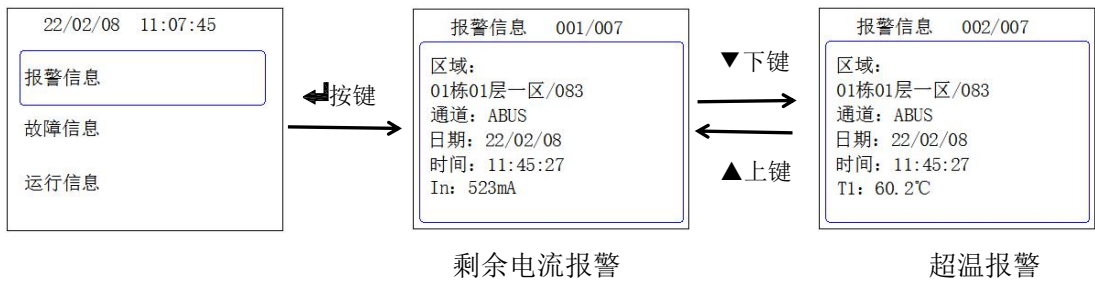 22/02/08 11:07:45
报警信息
故障信息
运行信息
按键
报警信息 001/007
区域:
01栋01层一区/083
通道: ABUS
日期: 22/02/08
时间: 11:45:27
In: 523mA
剩余电流报警
▼下键
▲上键
报警信息 002/007
区域:
01栋01层一区/083
通道: ABUS
日期: 22/02/08
时间: 11:45:27
T1: 60.2℃
超温报警